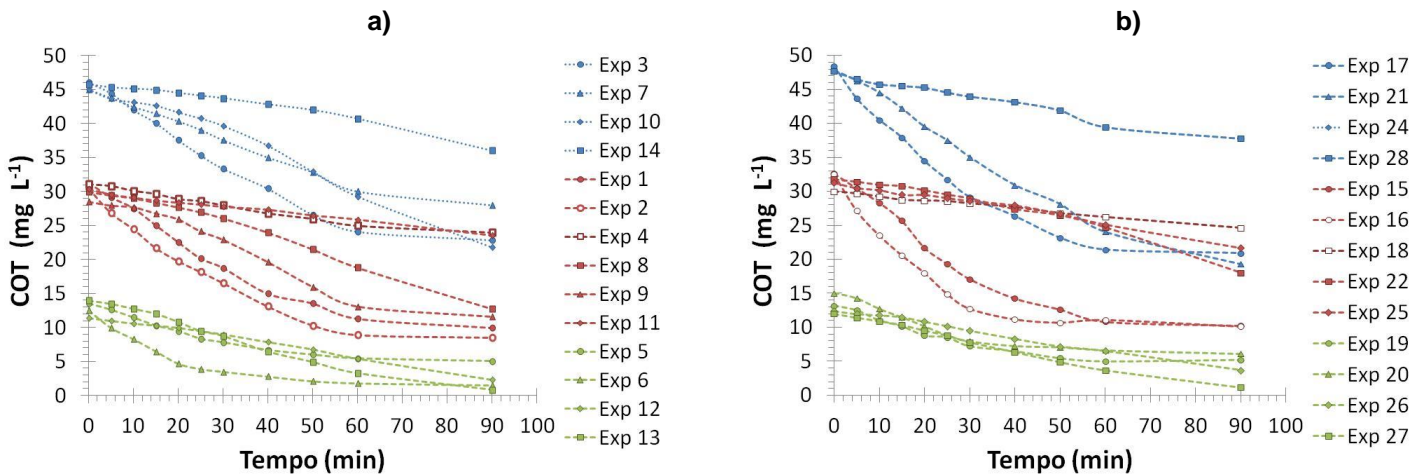 a)
50
45
40
35
30
25
20
15
10
5
0
COT (mg L-1)
0 10 20 30 40 50 60 70 80 90 100
Tempo (min)
Exp 3
Exp 7
Exp 10
Exp 14
Exp 1
Exp 2
Exp 4
Exp 8
Exp 9
Exp 11
Exp 5
Exp 6
Exp 12
Exp 13
b)
50
45
40
35
30
25
20
15
10
5
0
COT (mg L-1)
0 10 20 30 40 50 60 70 80 90 100
Tempo (min)
Exp 17
Exp 21
Exp 24
Exp 28
Exp 15
Exp 16
Exp 18
Exp 22
Exp 25
Exp 19
Exp 20
Exp 26
Exp 27